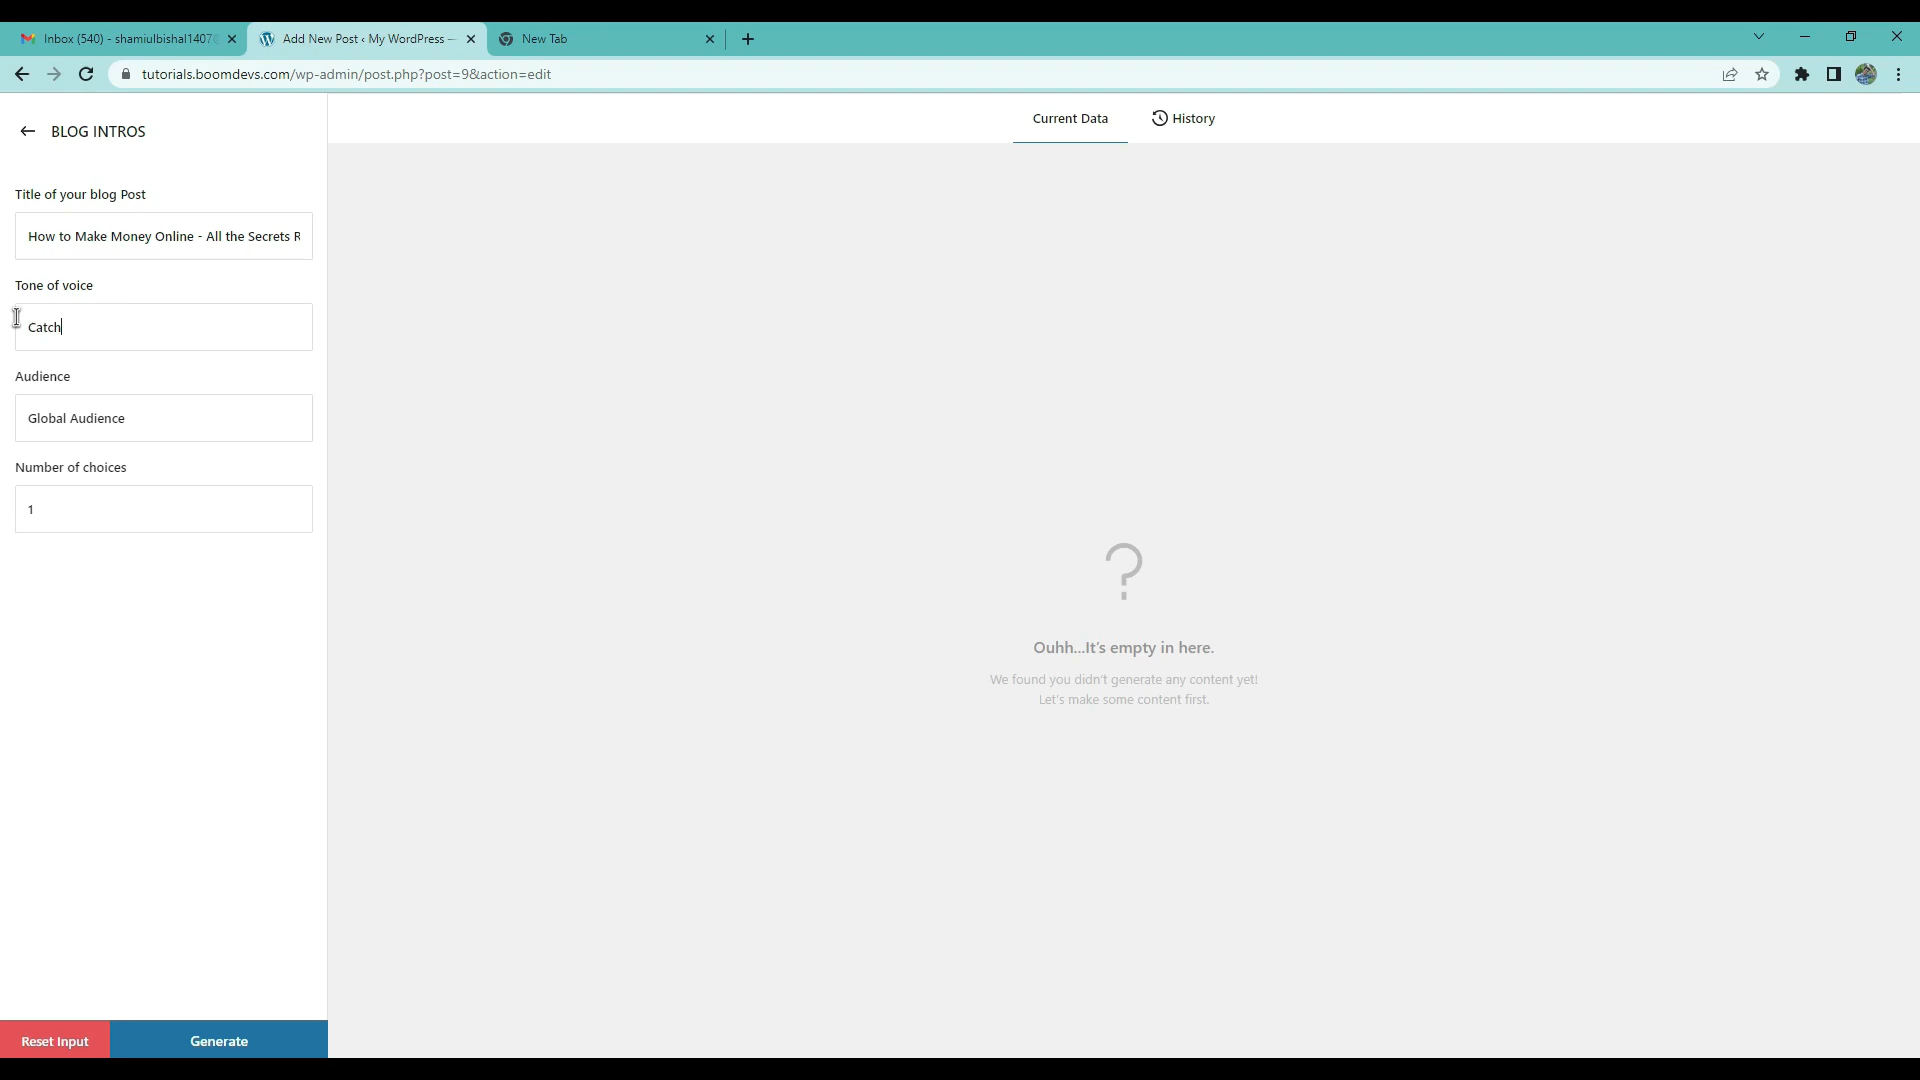 Inbox (540) - shamiulbishal1407@
Add New Post ‹ My WordPress —
New Tab
tutorials.boomdevs.com/wp-admin/post.php?post=9&action=edit
BLOG INTROS
Current Data
History
Title of your blog Post
How to Make Money Online - All the Secrets R
Tone of voice
Catch
Audience
Global Audience
Number of choices
1
?
Ouhh...It's empty in here.
We found you didn't generate any content yet!
Let's make some content first.
Reset Input
Generate